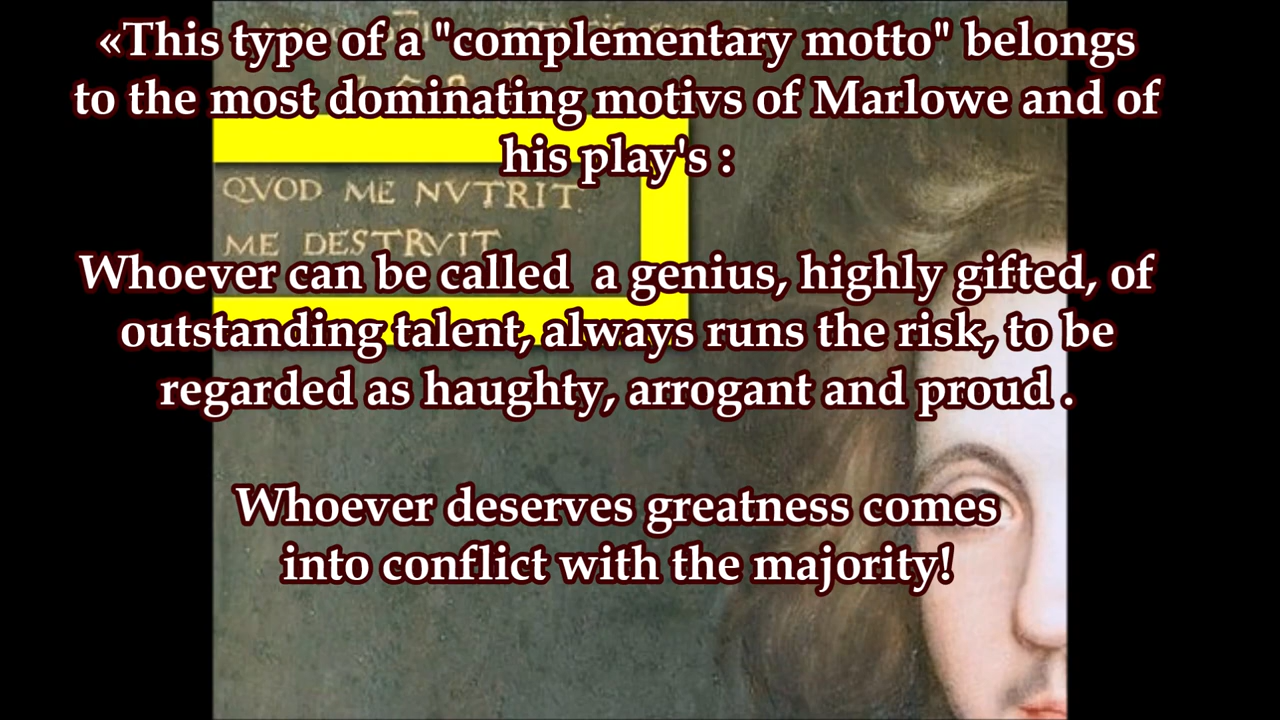 «This type of a "complementary motto" belongs
to the most dominating motivs of Marlowe and of
his play's :
QVOD ME NVTRIT
ME DESTRVIT
Whoever can be called a genius, highly gifted, of
outstanding talent, always runs the risk, to be
regarded as haughty, arrogant and proud .
Whoever deserves greatness comes
into conflict with the majority!